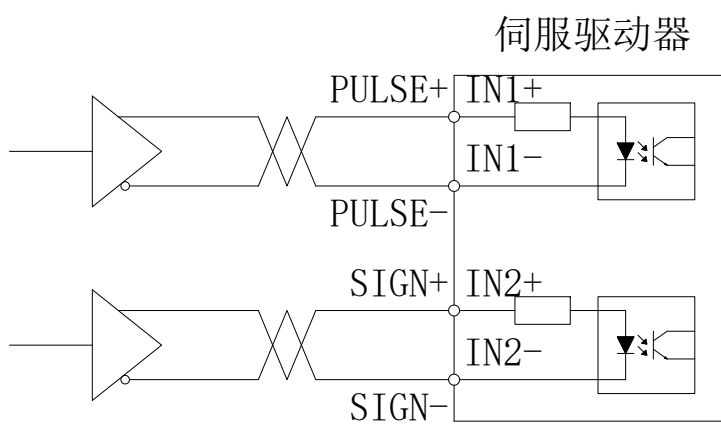 伺服驱动器
PULSE+ IN1+
IN1-
PULSE-
SIGN+ IN2+
IN2-
SIGN-